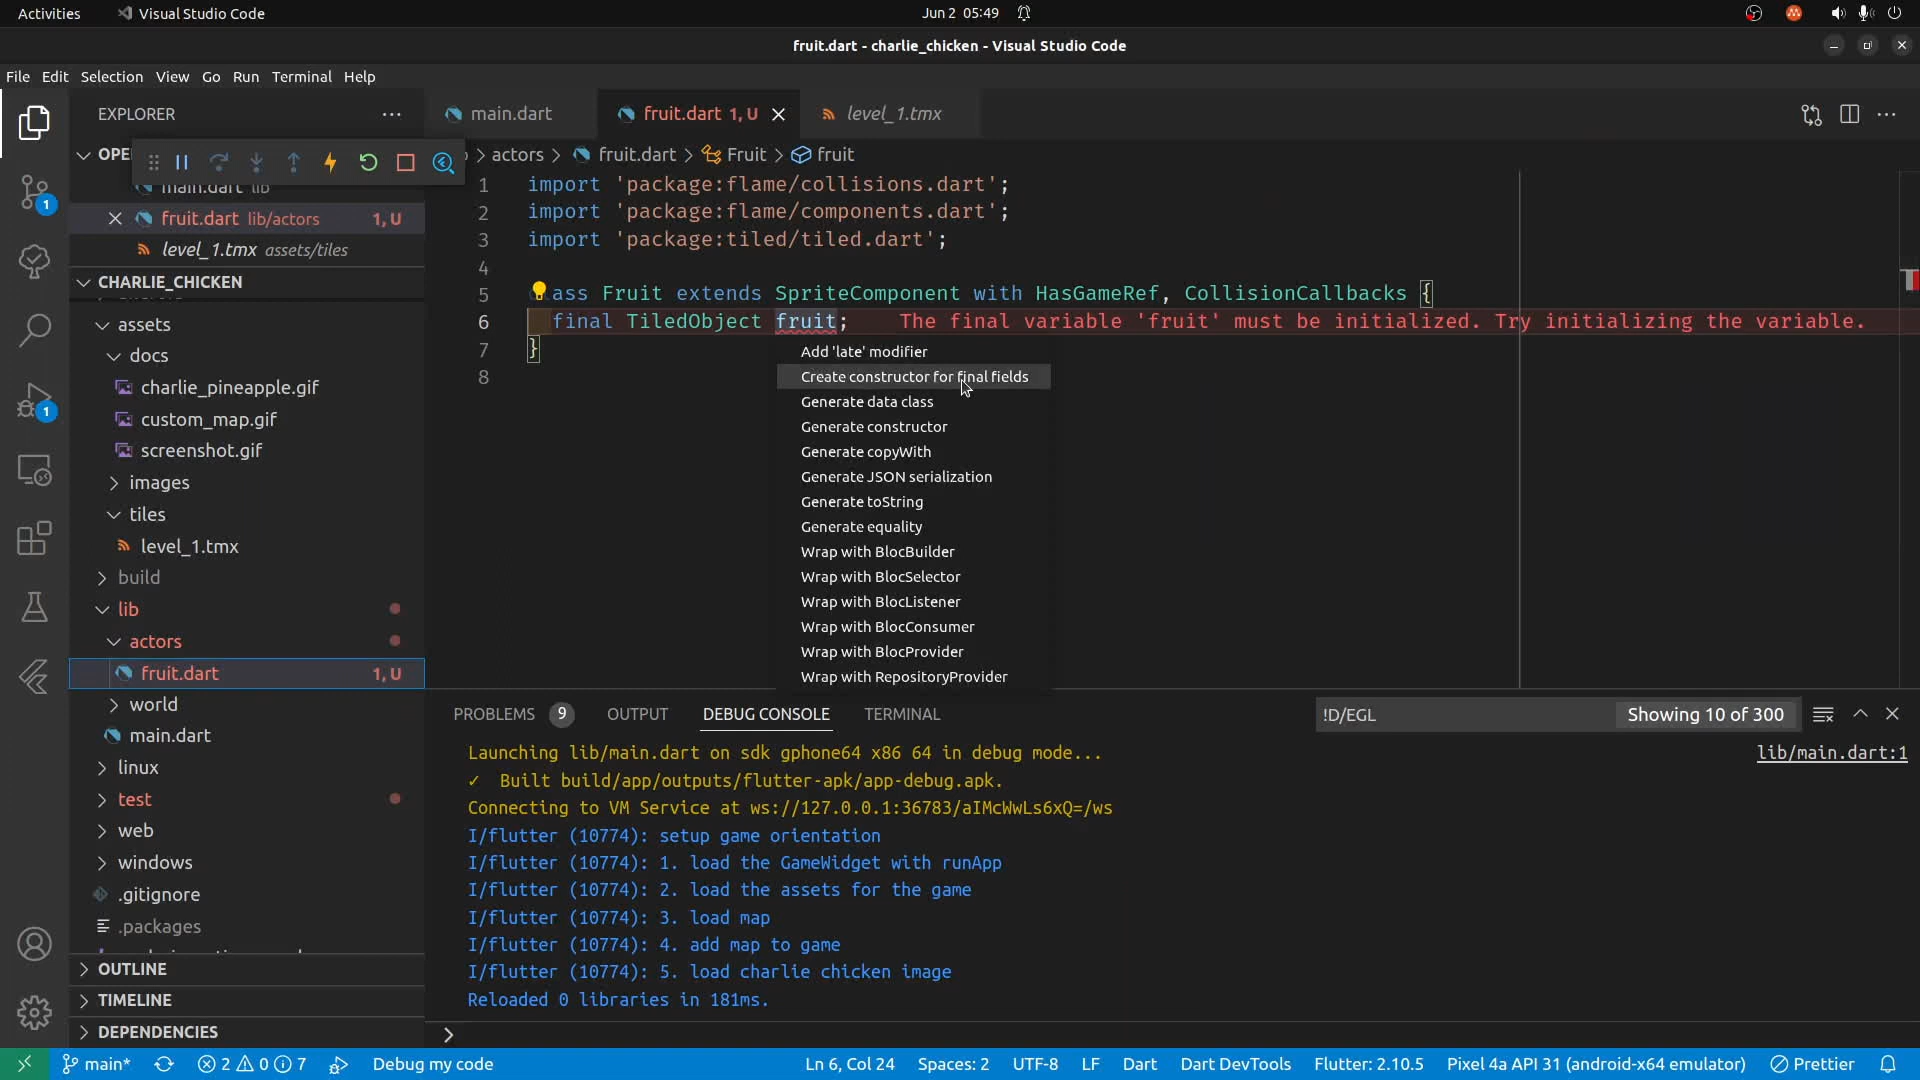 Activities
Visual Studio Code
Jun 2 05:49
fruit.dart - charlie_chicken - Visual Studio Code
File Edit Selection View Go Run Terminal Help
EXPLORER
main.dart
fruit.dart 1, U
level_1.tmx
OPE
actors > fruit.dart > Fruit > fruit
main.dart lib
fruit.dart lib/actors 1, U
level_1.tmx assets/tiles
CHARLIE_CHICKEN
assets
docs
charlie_pineapple.gif
custom_map.gif
screenshot.gif
images
tiles
level_1.tmx
build
lib
actors
fruit.dart 1, U
world
main.dart
linux
test
web
windows
.gitignore
.packages
OUTLINE
TIMELINE
DEPENDENCIES
1
1
1 import 'package:flame/collisions.dart';
2 import 'package:flame/components.dart';
3 import 'package:tiled/tiled.dart';
4
5 ass Fruit extends SpriteComponent with HasGameRef, CollisionCallbacks {
6 final TiledObject fruit; The final variable 'fruit' must be initialized. Try initializing the variable.
7 }
8
Add 'late' modifier
Create constructor for final fields
Generate data class
Generate constructor
Generate copyWith
Generate JSON serialization
Generate toString
Generate equality
Wrap with BlocBuilder
Wrap with BlocSelector
Wrap with BlocListener
Wrap with BlocConsumer
Wrap with BlocProvider
Wrap with RepositoryProvider
PROBLEMS 9 OUTPUT DEBUG CONSOLE TERMINAL
!D/EGL
Showing 10 of 300
Launching lib/main.dart on sdk gphone64 x86 64 in debug mode...
lib/main.dart:1
✓ Built build/app/outputs/flutter-apk/app-debug.apk.
Connecting to VM Service at ws://127.0.0.1:36783/aIMcWwLs6xQ=/ws
I/flutter (10774): setup game orientation
I/flutter (10774): 1. load the GameWidget with runApp
I/flutter (10774): 2. load the assets for the game
I/flutter (10774): 3. load map
I/flutter (10774): 4. add map to game
I/flutter (10774): 5. load charlie chicken image
Reloaded 0 libraries in 181ms.
main* 2 0 7 Debug my code
Ln 6, Col 24 Spaces: 2 UTF-8 LF Dart Dart DevTools Flutter: 2.10.5 Pixel 4a API 31 (android-x64 emulator) Prettier